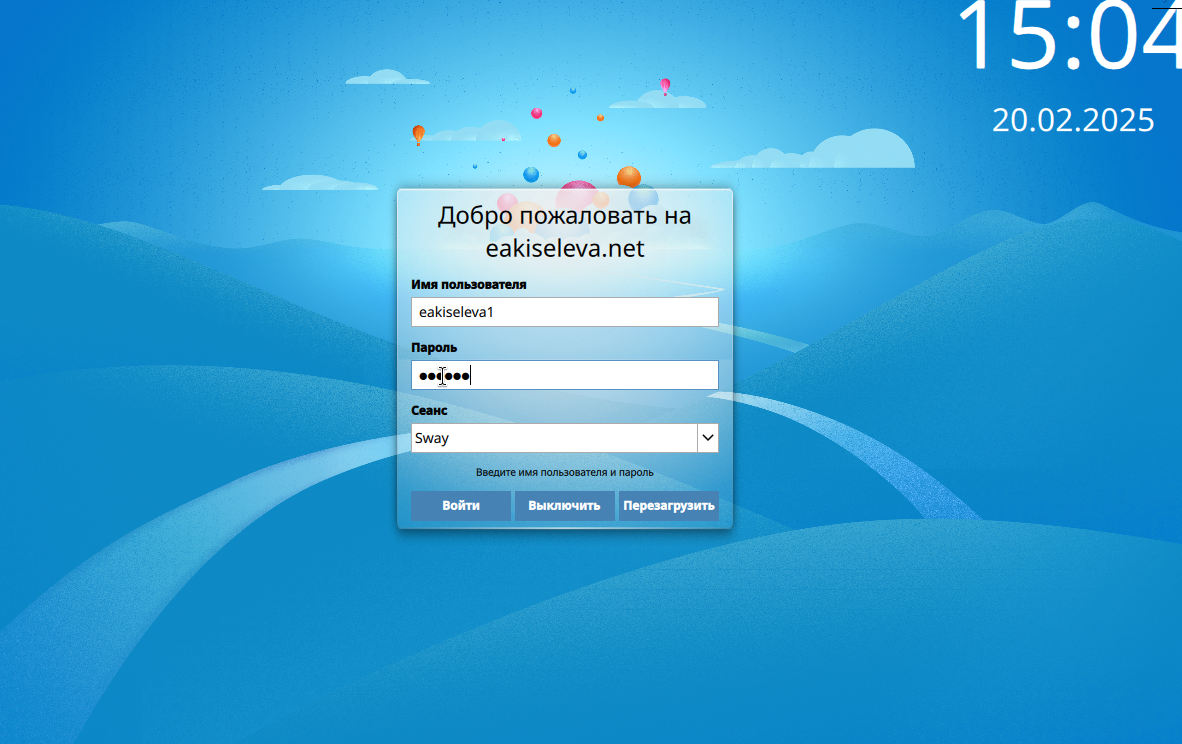 15:04
20.02.2025
Добро пожаловать на
eakiseleva.net
Имя пользователя
eakiseleva1
Пароль
Сеанс
Sway
Введите имя пользователя и пароль
Войти
Выключить
Перезагрузить